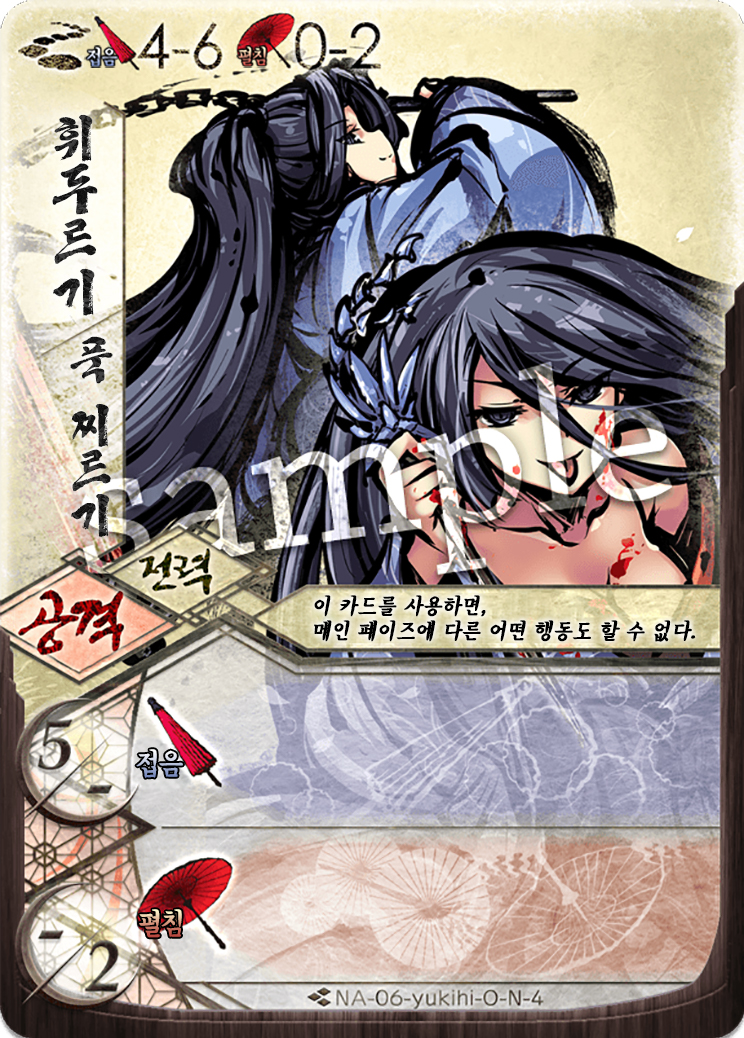 접음 4-6 펼침 0-2
휘두르기 푹 찌르기
sample
전력
공격
이 카드를 사용하면,
메인 페이즈에 다른 어떤 행동도 할 수 없다.
5/-
접음
-/2
펼침
NA-06-yukihi-O-N-4